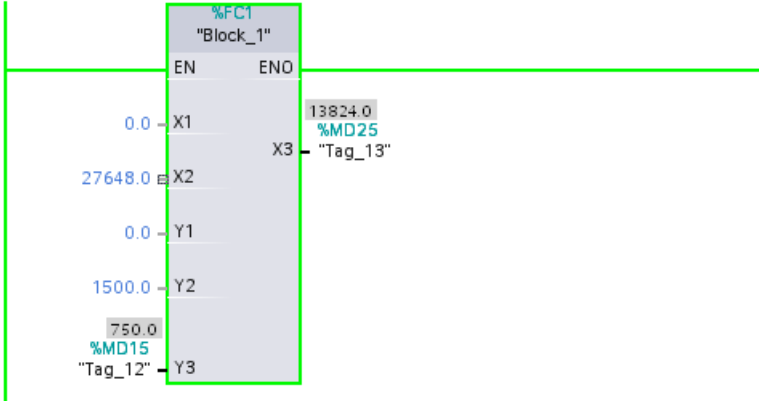 %FC1
"Block_1"
EN ENO
0.0 X1
13824.0
%MD25
X3 "Tag_13"
27648.0 X2
0.0 Y1
1500.0 Y2
750.0
%MD15
"Tag_12" Y3